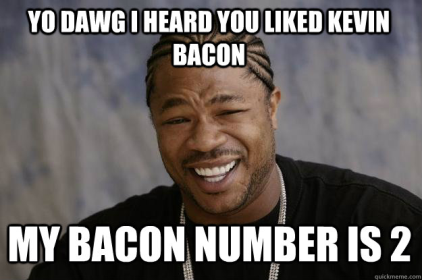 YO DAWG I HEARD YOU LIKED KEVIN
BACON
MY BACON NUMBER IS 2
quickmeme.com